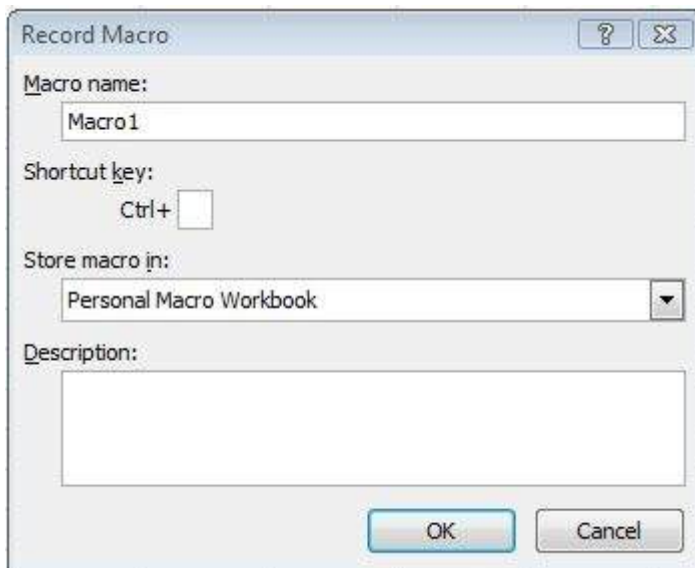 Record Macro
Macro name:
Macro1
Shortcut key:
Ctrl+
Store macro in:
Personal Macro Workbook
Description:
OK Cancel